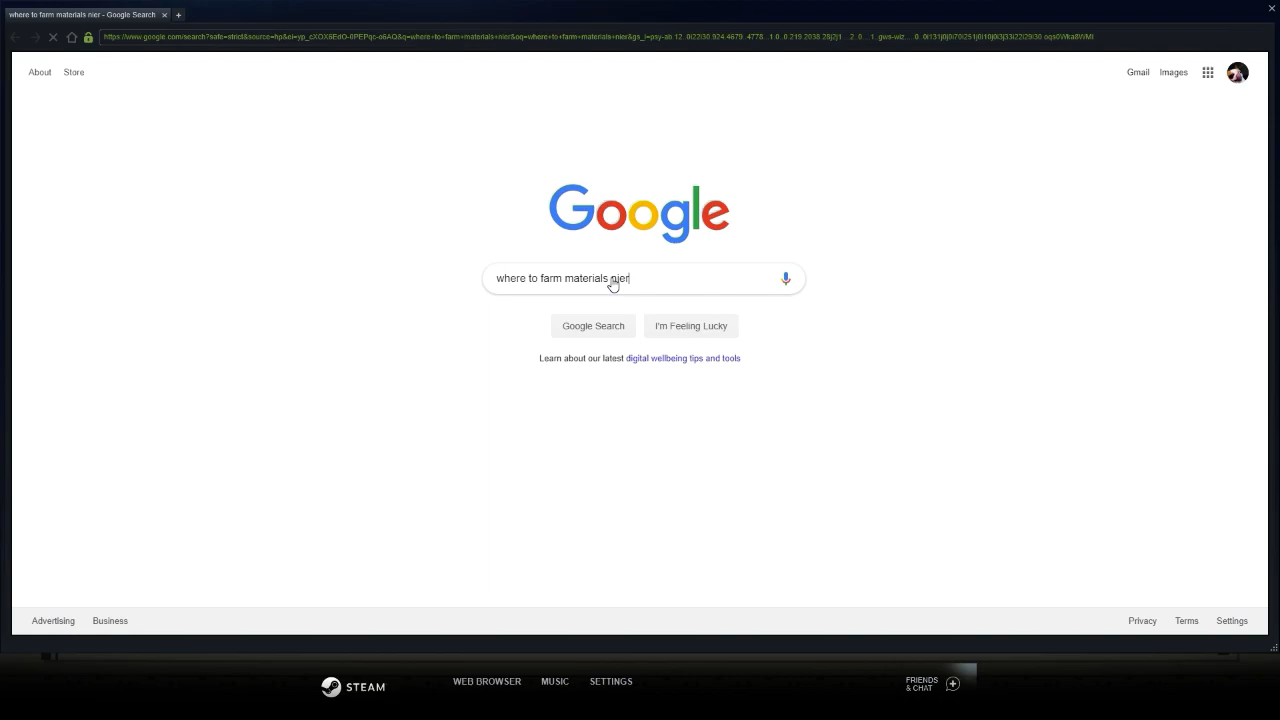 where to farm materials nier - Google Search
About
Store
Gmail
Images
Google
where to farm materials nier
Google Search
I'm Feeling Lucky
Learn about our latest digital wellbeing tips and tools
Advertising
Business
Privacy
Terms
Settings
STEAM
WEB BROWSER
MUSIC
SETTINGS
FRIENDS
& CHAT